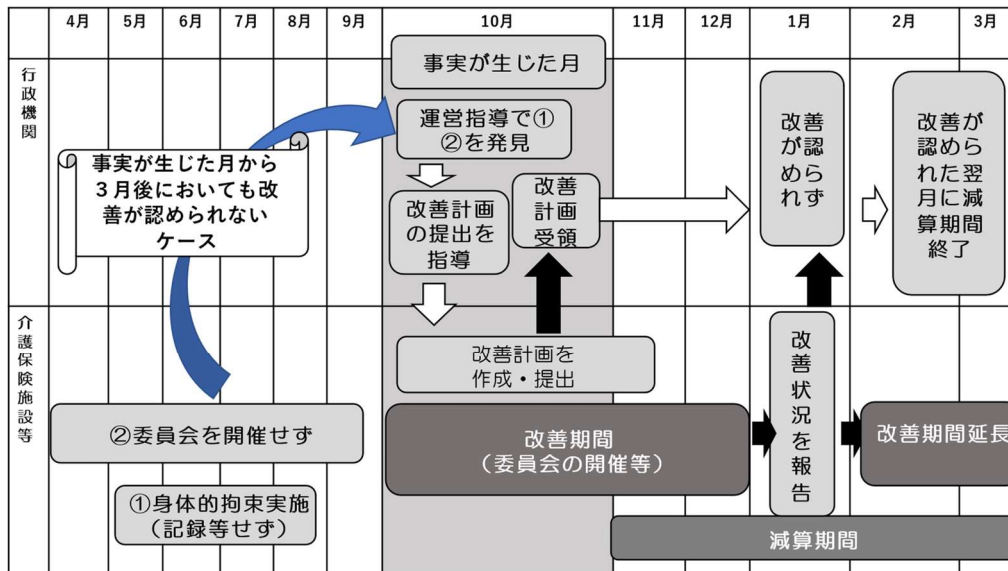 4月
5月
6月
7月
8月
9月
10月
11月
12月
1月
2月
3月
行政機関
事実が生じた月
運営指導で①
②を発見
事実が生じた月から
３月後においても改
善が認められない
ケース
改善計画
の提出を
指導
改善
計画
受領
改善
が認
めら
れず
改善が
認めら
れた翌
月に減
算期間
終了
介護保険施設等
改善計画を
作成・提出
②委員会を開催せず
①身体的拘束実施
（記録等せず）
改善期間
（委員会の開催等）
改善状況を報告
改善期間延長
減算期間